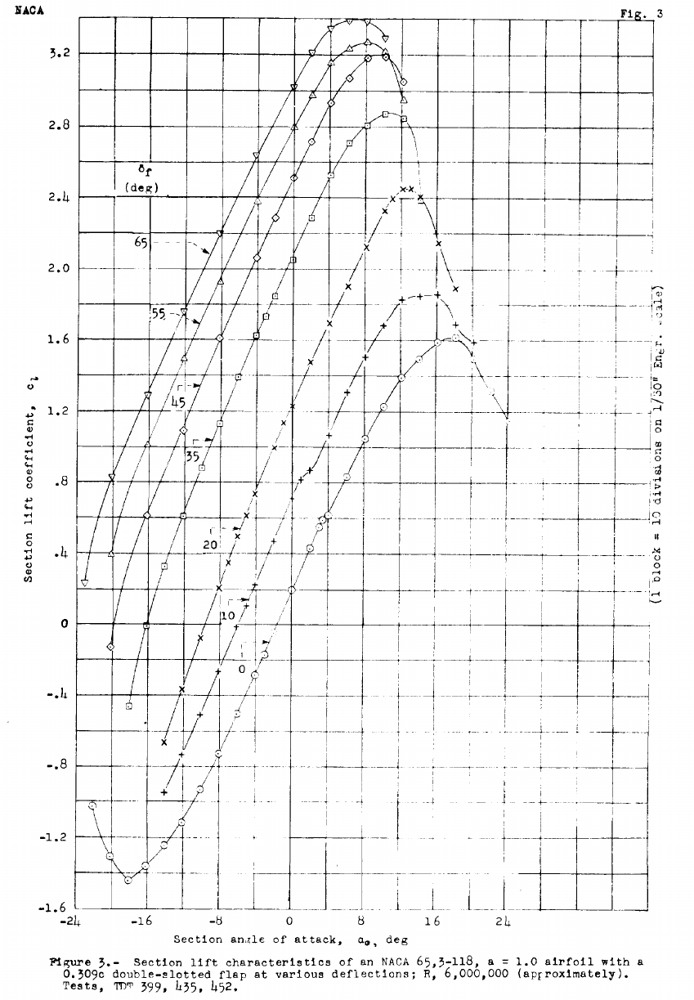 NACA
Fig. 3
3.2
2.8
δf
(deg)
2.4
65
2.0
55
1.6
45
1.2
35
.8
20
.4
10
0
0
-.4
-.8
-1.2
-1.6
Section lift coefficient, cl
(1 block = 10 divisions on 1/30" Engr. scale)
-24 -16 -8 0 8 16 24
Section angle of attack, αo, deg
Figure 3.- Section lift characteristics of an NACA 65,3-118, a = 1.0 airfoil with a
0.309c double-slotted flap at various deflections; R, 6,000,000 (approximately).
Tests, TDT 399, 435, 452.